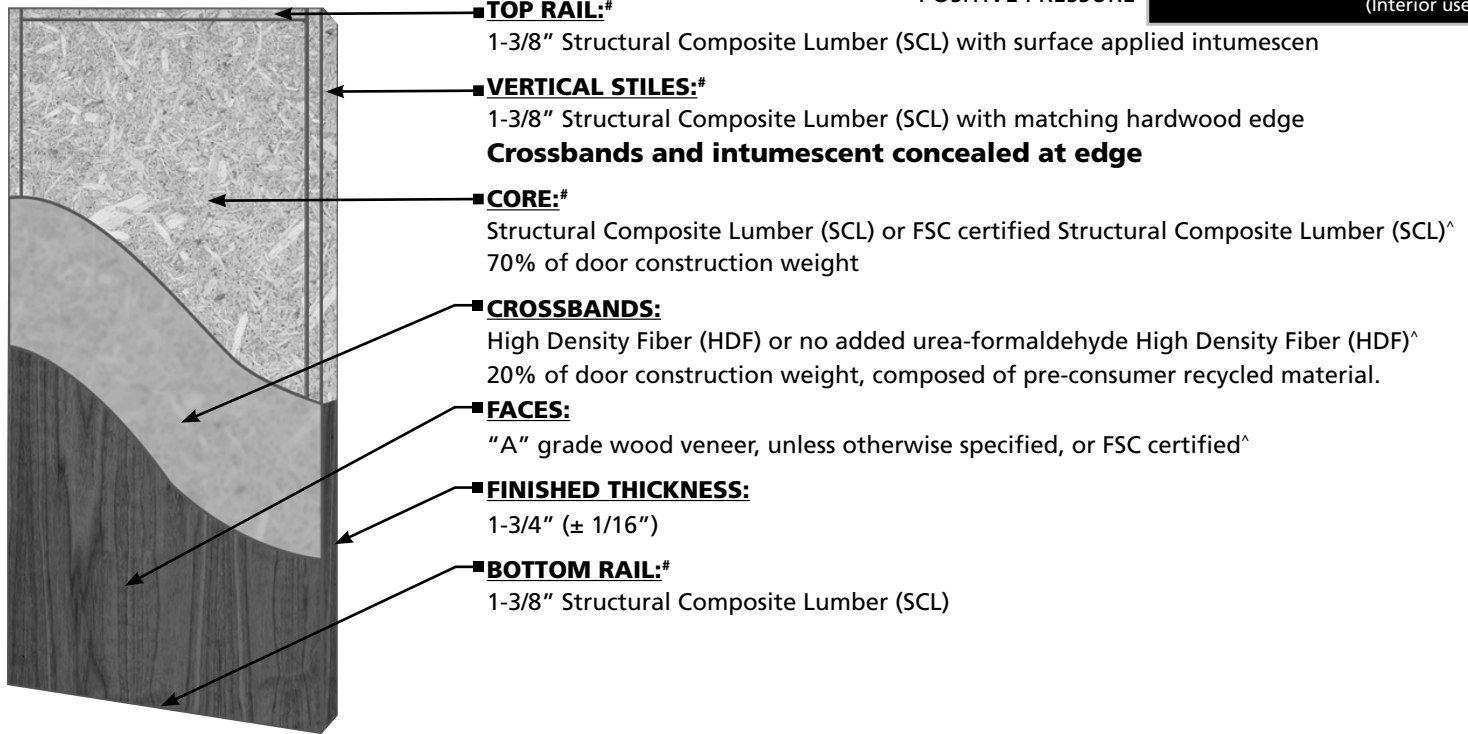 POSITIVE PRESSURE
(Interior use
TOP RAIL:#
1-3/8" Structural Composite Lumber (SCL) with surface applied intumescen
VERTICAL STILES:#
1-3/8" Structural Composite Lumber (SCL) with matching hardwood edge
Crossbands and intumescent concealed at edge
CORE:#
Structural Composite Lumber (SCL) or FSC certified Structural Composite Lumber (SCL)^
70% of door construction weight
CROSSBANDS:
High Density Fiber (HDF) or no added urea-formaldehyde High Density Fiber (HDF)^
20% of door construction weight, composed of pre-consumer recycled material.
FACES:
"A" grade wood veneer, unless otherwise specified, or FSC certified^
FINISHED THICKNESS:
1-3/4" (± 1/16")
BOTTOM RAIL:#
1-3/8" Structural Composite Lumber (SCL)